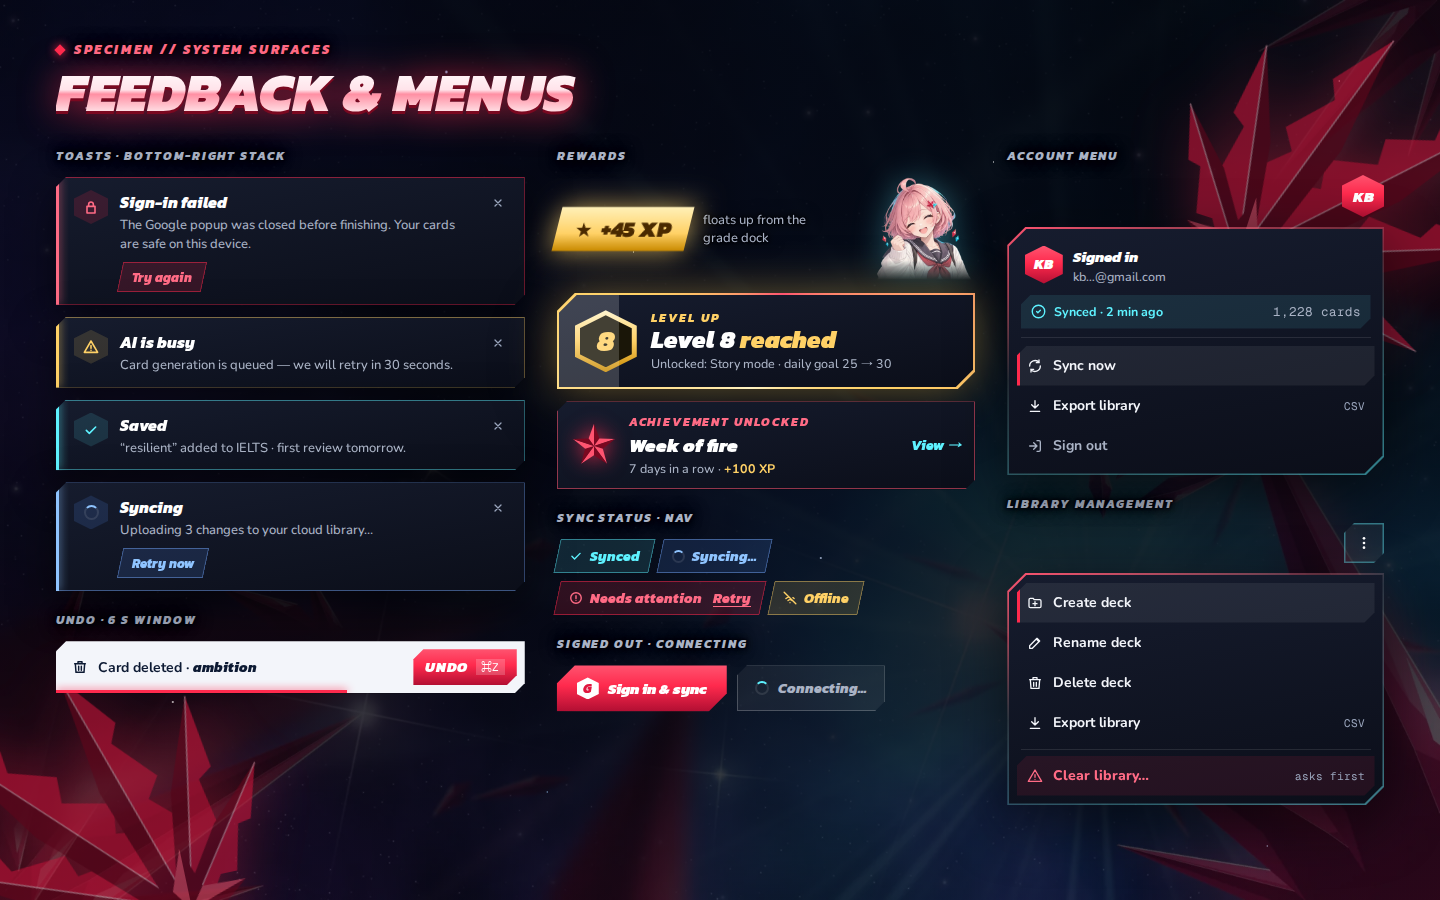 SPECIMEN // SYSTEM SURFACES
FEEDBACK & MENUS
TOASTS · BOTTOM-RIGHT STACK
Sign-in failed
The Google popup was closed before finishing. Your cards
are safe on this device.
Try again
AI is busy
Card generation is queued — we will retry in 30 seconds.
Saved
“resilient” added to IELTS · first review tomorrow.
Syncing
Uploading 3 changes to your cloud library…
Retry now
UNDO · 6 S WINDOW
Card deleted · ambition
UNDO ⌘Z
REWARDS
+45 XP
floats up from the
grade dock
8
LEVEL UP
Level 8 reached
Unlocked: Story mode · daily goal 25 → 30
ACHIEVEMENT UNLOCKED
Week of fire
7 days in a row · +100 XP
View →
SYNC STATUS · NAV
Synced
Syncing…
Needs attention Retry
Offline
SIGNED OUT · CONNECTING
G Sign in & sync
Connecting…
ACCOUNT MENU
KB
KB
Signed in
kb…@gmail.com
Synced · 2 min ago
1,228 cards
Sync now
Export library CSV
Sign out
LIBRARY MANAGEMENT
Create deck
Rename deck
Delete deck
Export library CSV
Clear library… asks first